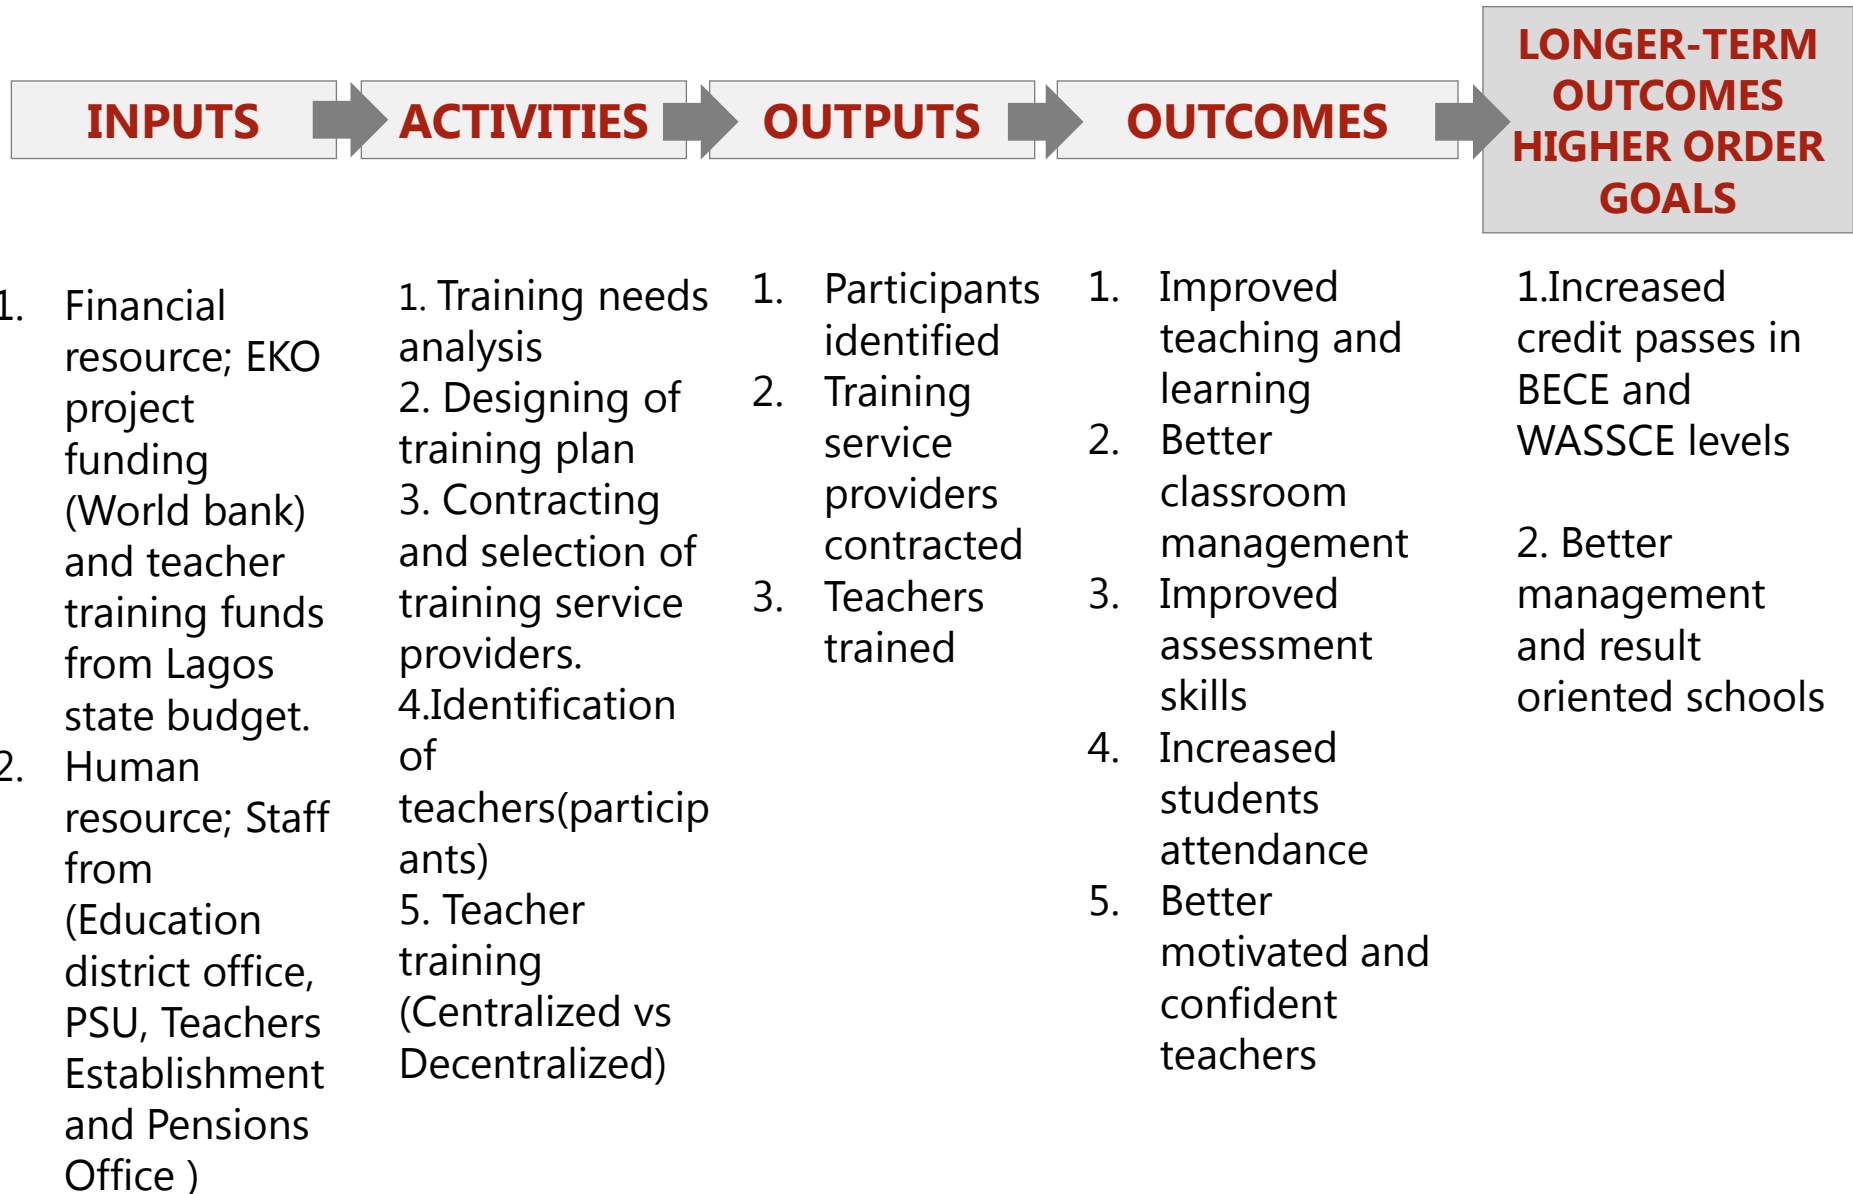 INPUTS
ACTIVITIES
OUTPUTS
OUTCOMES
LONGER-TERM
OUTCOMES
HIGHER ORDER
GOALS
1. Financial
resource; EKO
project
funding
(World bank)
and teacher
training funds
from Lagos
state budget.
2. Human
resource; Staff
from
(Education
district office,
PSU, Teachers
Establishment
and Pensions
Office )
1. Training needs
analysis
2. Designing of
training plan
3. Contracting
and selection of
training service
providers.
4.Identification
of
teachers(particip
ants)
5. Teacher
training
(Centralized vs
Decentralized)
1. Participants
identified
2. Training
service
providers
contracted
3. Teachers
trained
1. Improved
teaching and
learning
2. Better
classroom
management
3. Improved
assessment
skills
4. Increased
students
attendance
5. Better
motivated and
confident
teachers
1.Increased
credit passes in
BECE and
WASSCE levels
2. Better
management
and result
oriented schools